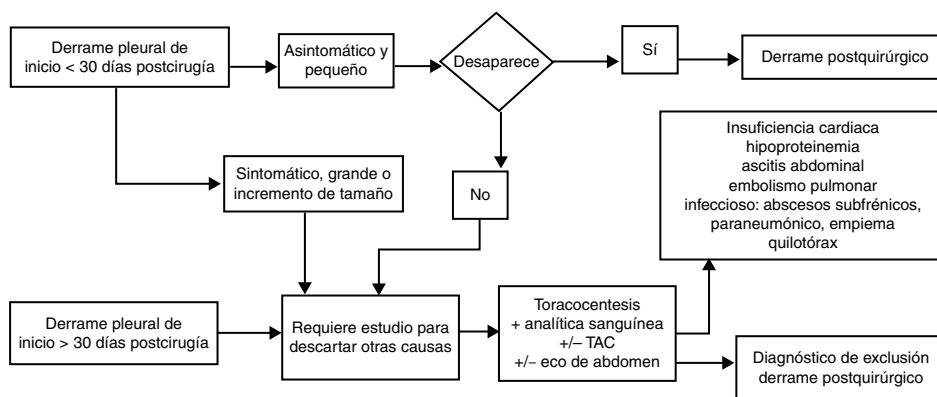 Derrame pleural de
inicio < 30 días postcirugía
Asintomático y
pequeño
Desaparece
Sí
Derrame postquirúrgico
Sintomático, grande o
incremento de tamaño
No
Insuficiencia cardiaca
hipoproteinemia
ascitis abdominal
embolismo pulmonar
infeccioso: abscesos subfrénicos,
paraneumónico, empiema
quilotórax
Derrame pleural de
inicio > 30 días postcirugía
Requiere estudio para
descartar otras causas
Toracocentesis
+ analítica sanguínea
+/– TAC
+/– eco de abdomen
Diagnóstico de exclusión
derrame postquirúrgico